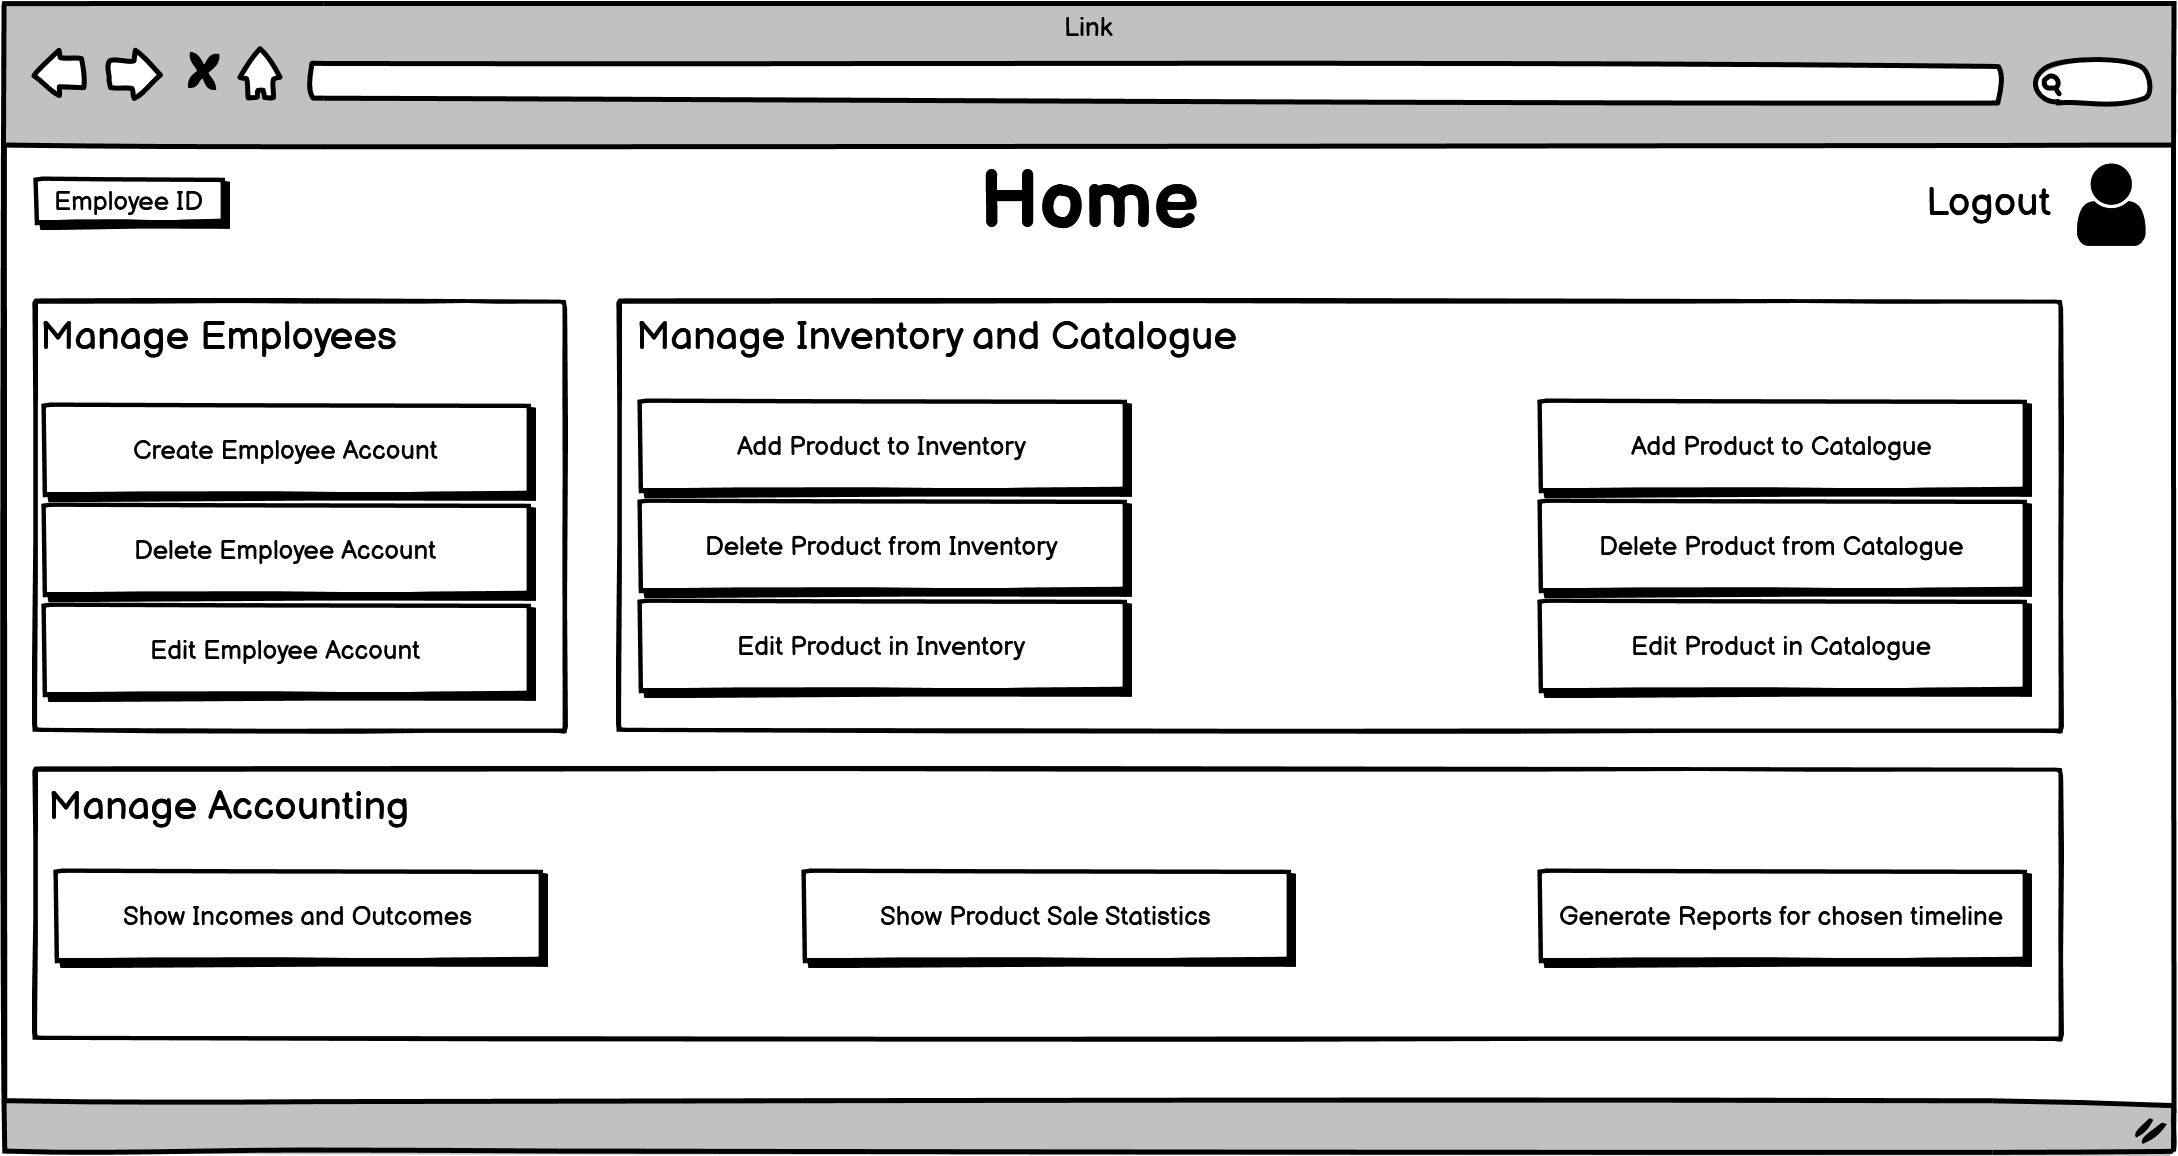 Link
Employee ID
Home
Logout
Manage Employees
Create Employee Account
Delete Employee Account
Edit Employee Account
Manage Inventory and Catalogue
Add Product to Inventory
Delete Product from Inventory
Edit Product in Inventory
Add Product to Catalogue
Delete Product from Catalogue
Edit Product in Catalogue
Manage Accounting
Show Incomes and Outcomes
Show Product Sale Statistics
Generate Reports for chosen timeline